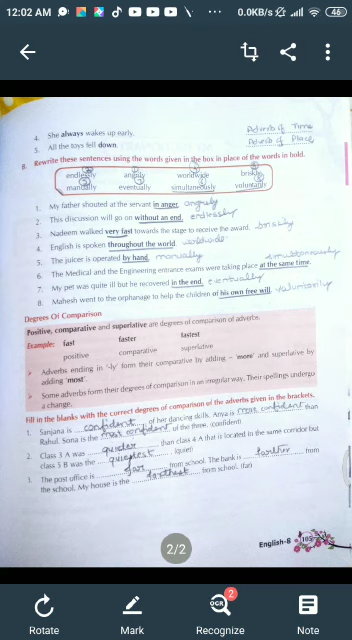 12:02 AM
0.0KB/s
46
4. She always wakes up early. Adverb of Time
5. All the toys fell down. Adverb of Place
B. Rewrite these sentences using the words given in the box in place of the words in bold.
endlessly angrily worldwide briskly
manually eventually simultaneously voluntarily
1. My father shouted at the servant in anger. angrily
2. This discussion will go on without an end. endlessly
3. Nadeem walked very fast towards the stage to receive the award. briskly
4. English is spoken throughout the world. worldwide
5. The juicer is operated by hand. manually simultaneously
6. The Medical and the Engineering entrance exams were taking place at the same time.
7. My pet was quite ill but he recovered in the end. eventually
8. Mahesh went to the orphanage to help the children of his own free will. voluntarily
Degrees Of Comparison
Positive, comparative and superlative are degrees of comparison of adverbs.
Example: fast faster fastest
positive comparative superlative
Adverbs ending in '-ly' form their comparative by adding - 'more' and superlative by
adding 'most'.
Some adverbs form their degrees of comparison in an irregular way. Their spellings undergo
a change.
Fill in the blanks with the correct degrees of comparison of the adverbs given in the brackets.
1. Sanjana is confident of her dancing skills. Anya is most confident than
Rahul. Sona is the most confident of the three. (confident)
2. Class 3 A was quieter than class 4 A that is located in the same corridor but
class 5 B was the quietest. (quiet)
3. The post office is far from school. The bank is farther from
the school. My house is the farthest from school. (far)
English-8 105
2/2
Rotate
Mark
OCR
2
Recognize
Note